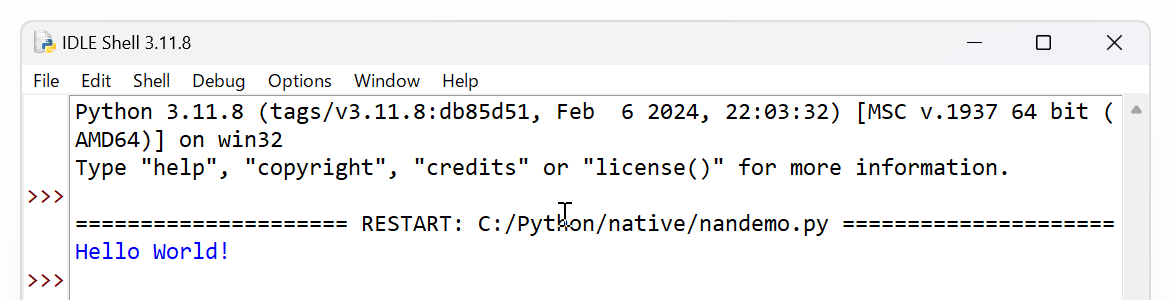 IDLE Shell 3.11.8
File Edit Shell Debug Options Window Help
Python 3.11.8 (tags/v3.11.8:db85d51, Feb  6 2024, 22:03:32) [MSC v.1937 64 bit (
AMD64)] on win32
Type "help", "copyright", "credits" or "license()" for more information.
>>>
===================== RESTART: C:/Python/native/nandemo.py =====================
Hello World!
>>>